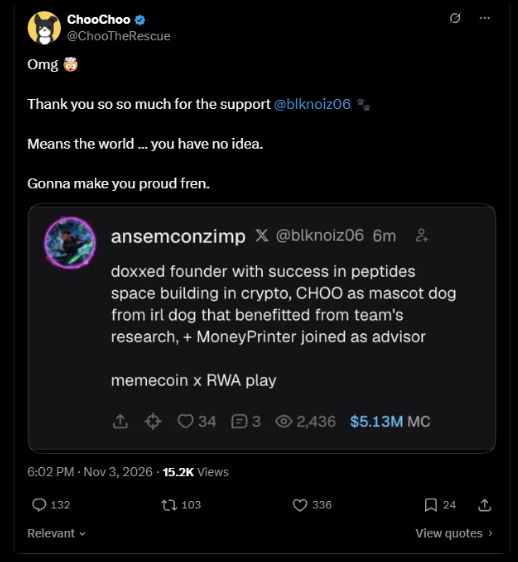 ChooChoo
@ChooTheRescue
Omg 🤯
Thank you so so much for the support @blknoiz06 🐾
Means the world ... you have no idea.
Gonna make you proud fren.
ansemconzimp X @blknoiz06 6m
doxxed founder with success in peptides
space building in crypto, CHOO as mascot dog
from irl dog that benefitted from team's
research, + MoneyPrinter joined as advisor
memecoin x RWA play
34 3 2,436 $5.13M MC
6:02 PM · Nov 3, 2026 · 15.2K Views
132 103 336 24
Relevant View quotes